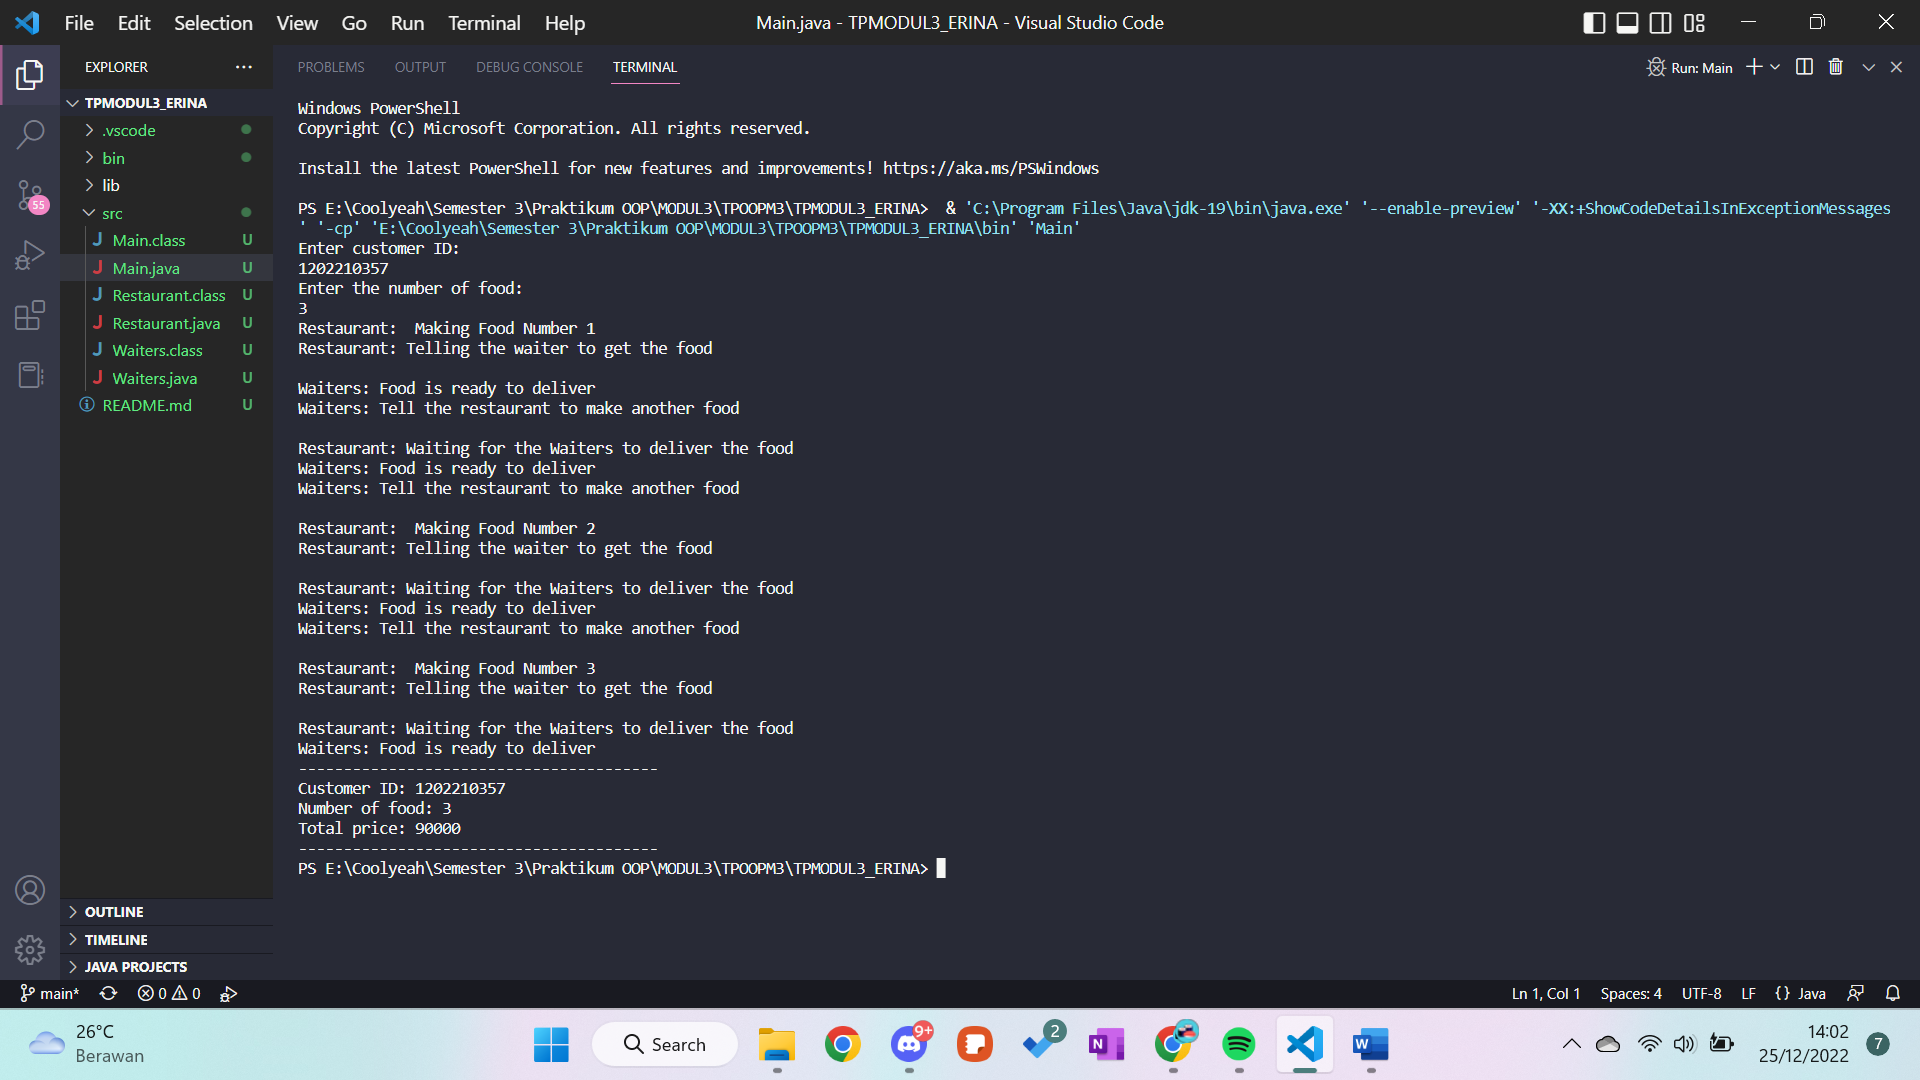 File Edit Selection View Go Run Terminal Help
Main.java - TPMODUL3_ERINA - Visual Studio Code
EXPLORER
TPMODUL3_ERINA
.vscode
bin
lib
src
Main.class U
Main.java U
Restaurant.class U
Restaurant.java U
Waiters.class U
Waiters.java U
README.md U
55
OUTLINE
TIMELINE
JAVA PROJECTS
PROBLEMS OUTPUT DEBUG CONSOLE TERMINAL
Run: Main
Windows PowerShell
Copyright (C) Microsoft Corporation. All rights reserved.
Install the latest PowerShell for new features and improvements! https://aka.ms/PSWindows
PS E:\Coolyeah\Semester 3\Praktikum OOP\MODUL3\TPOOPM3\TPMODUL3_ERINA>  & 'C:\Program Files\Java\jdk-19\bin\java.exe' '--enable-preview' '-XX:+ShowCodeDetailsInExceptionMessages
' '-cp' 'E:\Coolyeah\Semester 3\Praktikum OOP\MODUL3\TPOOPM3\TPMODUL3_ERINA\bin' 'Main'
Enter customer ID:
1202210357
Enter the number of food:
3
Restaurant:  Making Food Number 1
Restaurant: Telling the waiter to get the food
Waiters: Food is ready to deliver
Waiters: Tell the restaurant to make another food
Restaurant: Waiting for the Waiters to deliver the food
Waiters: Food is ready to deliver
Waiters: Tell the restaurant to make another food
Restaurant:  Making Food Number 2
Restaurant: Telling the waiter to get the food
Restaurant: Waiting for the Waiters to deliver the food
Waiters: Food is ready to deliver
Waiters: Tell the restaurant to make another food
Restaurant:  Making Food Number 3
Restaurant: Telling the waiter to get the food
Restaurant: Waiting for the Waiters to deliver the food
Waiters: Food is ready to deliver
----------------------------------------
Customer ID: 1202210357
Number of food: 3
Total price: 90000
----------------------------------------
PS E:\Coolyeah\Semester 3\Praktikum OOP\MODUL3\TPOOPM3\TPMODUL3_ERINA>
main* 0 0
Ln 1, Col 1 Spaces: 4 UTF-8 LF {} Java
26°C
Berawan
Search
9+
2
N
W
14:02
25/12/2022
7